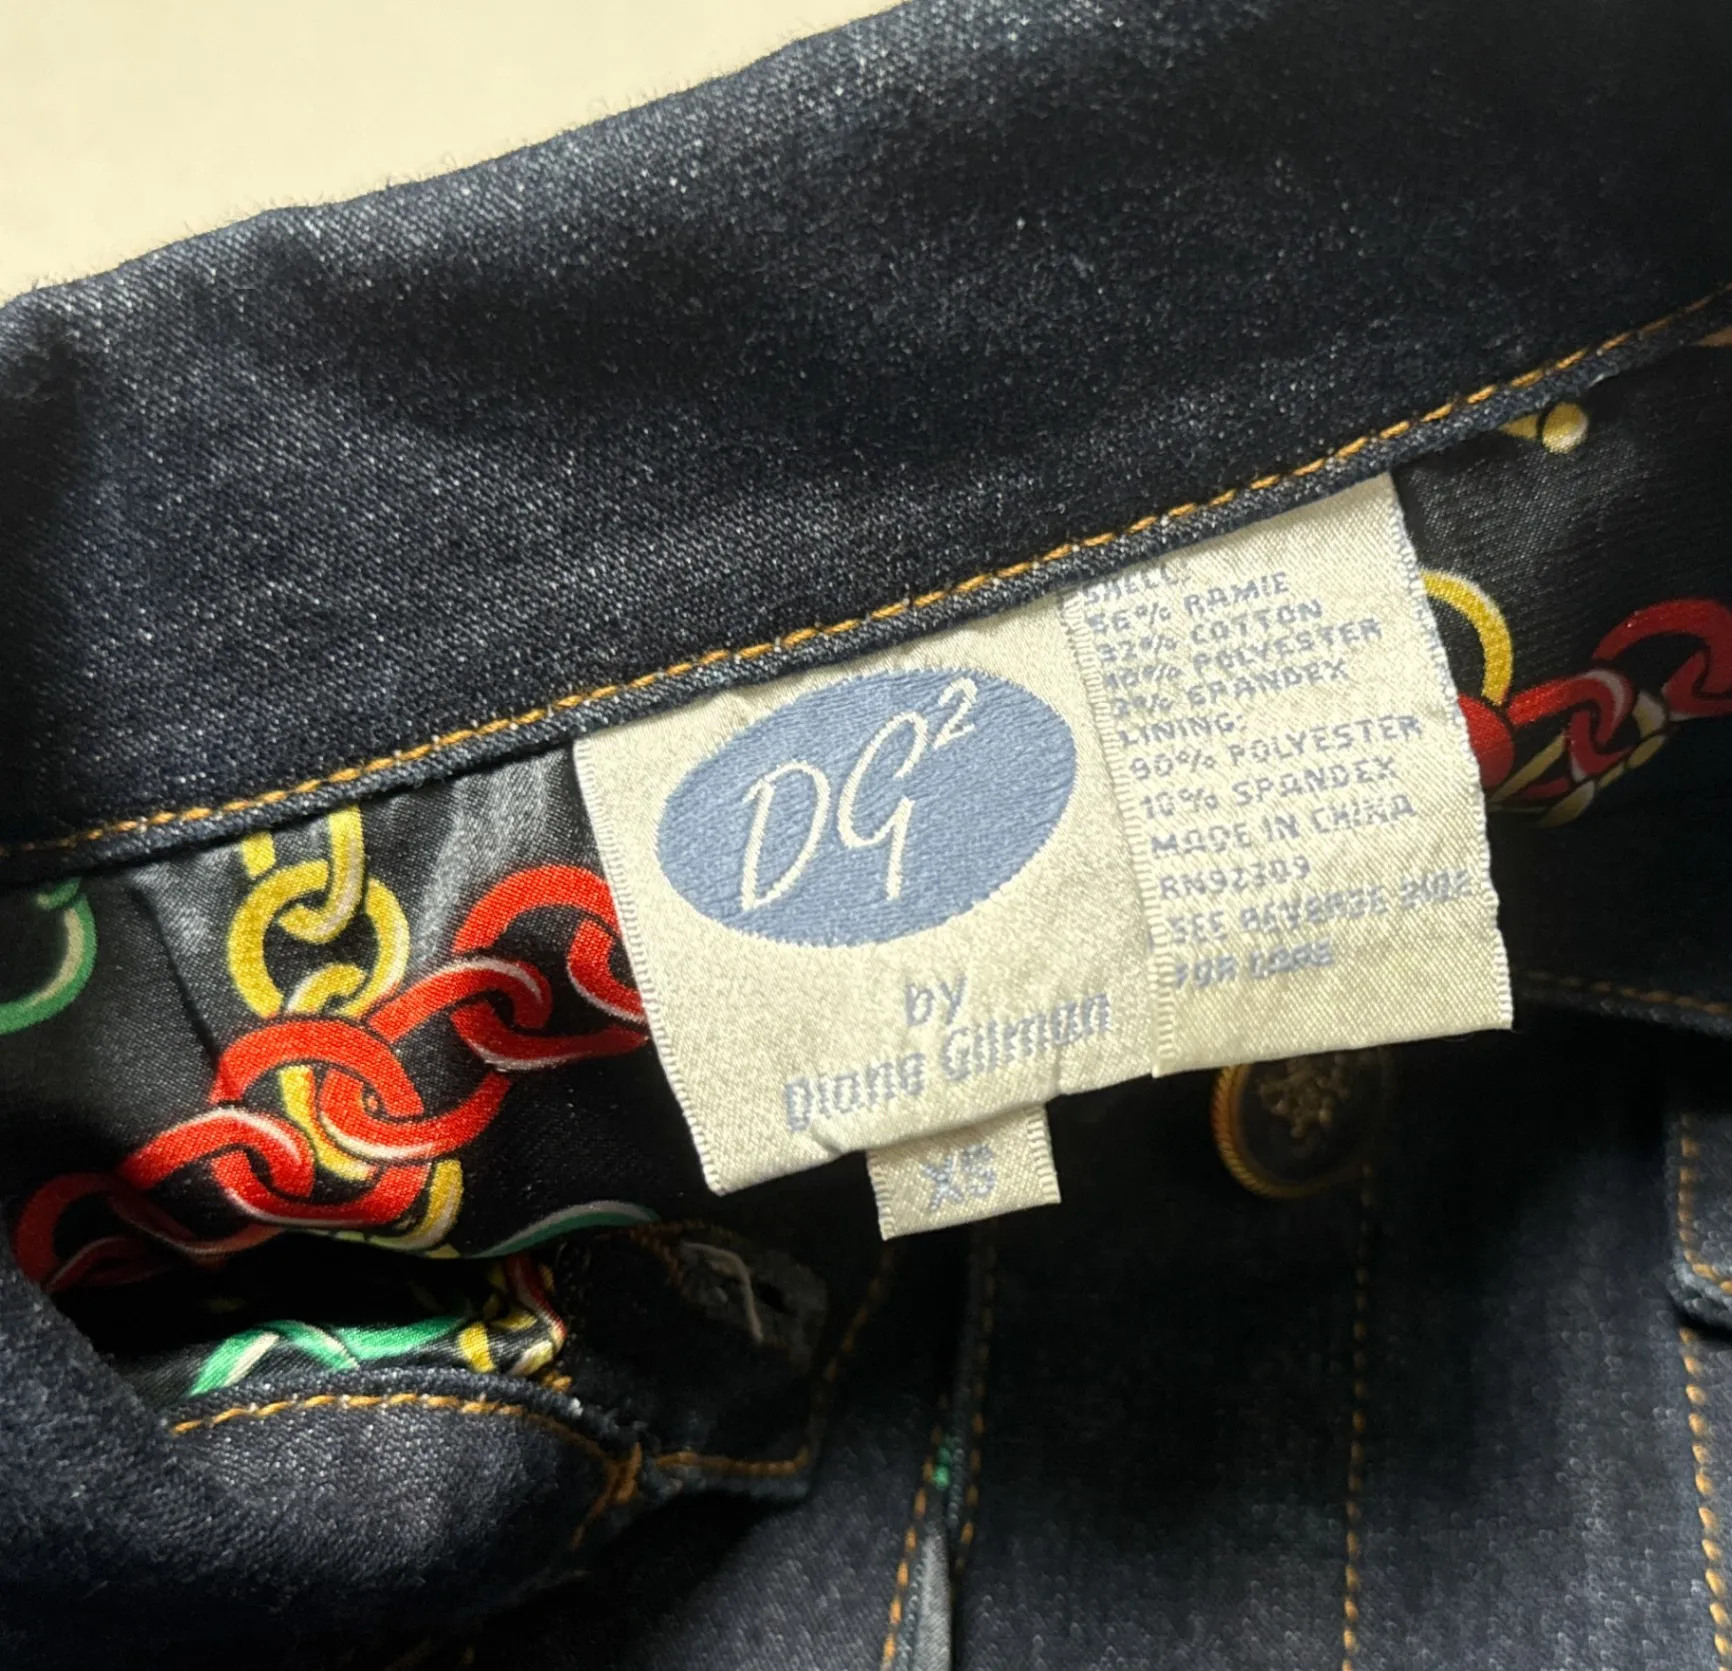 DG²
by
Diane Gilman
XS
SHELL:
56% RAMIE
32% COTTON
10% POLYESTER
2% SPANDEX
LINING:
90% POLYESTER
10% SPANDEX
MADE IN CHINA
RN92309
SEE REVERSE SIDE
FOR CARE